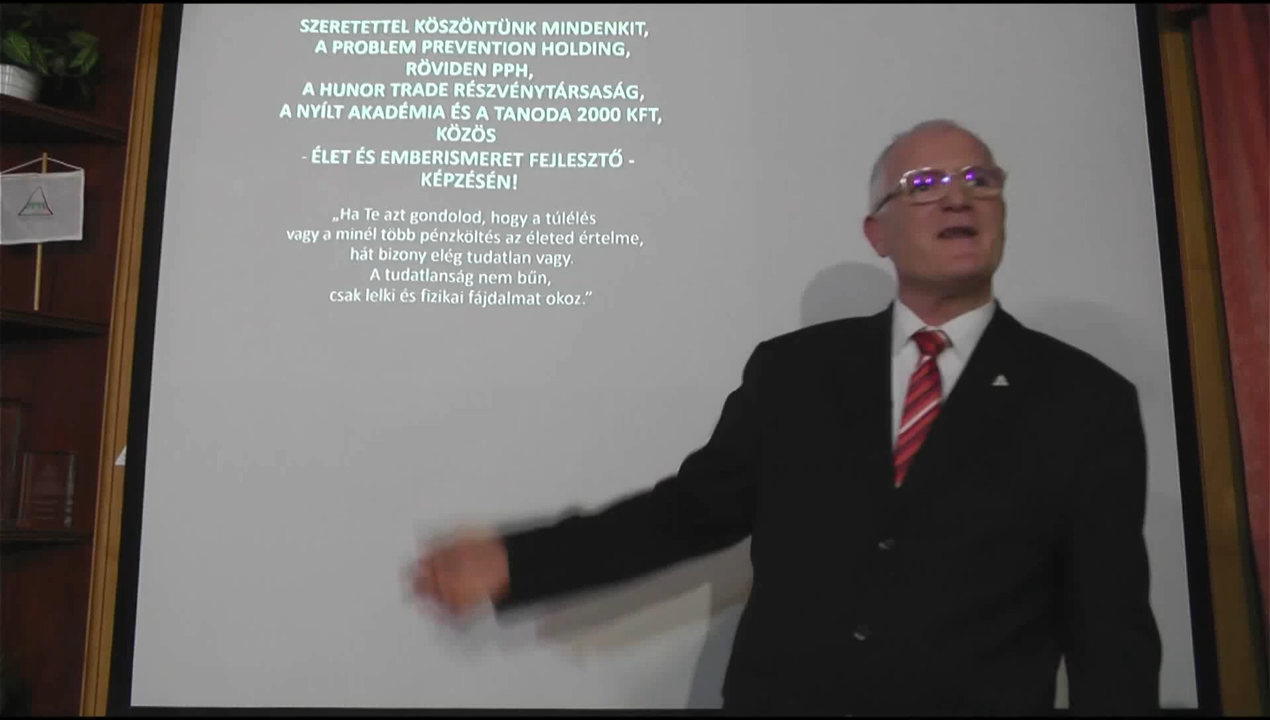 SZERETETTEL KÖSZÖNTÜNK MINDENKIT,
A PROBLEM PREVENTION HOLDING,
RÖVIDEN PPH,
A HUNOR TRADE RÉSZVÉNYTÁRSASÁG,
A NYÍLT AKADÉMIA ÉS A TANODA 2000 KFT,
KÖZÖS
- ÉLET ÉS EMBERISMERET FEJLESZTŐ -
KÉPZÉSÉN!
„Ha Te azt gondolod, hogy a túlélés
vagy a minél több pénzköltés az életed értelme,
hát bizony elég tudatlan vagy.
A tudatlanság nem bűn,
csak lelki és fizikai fájdalmat okoz.”